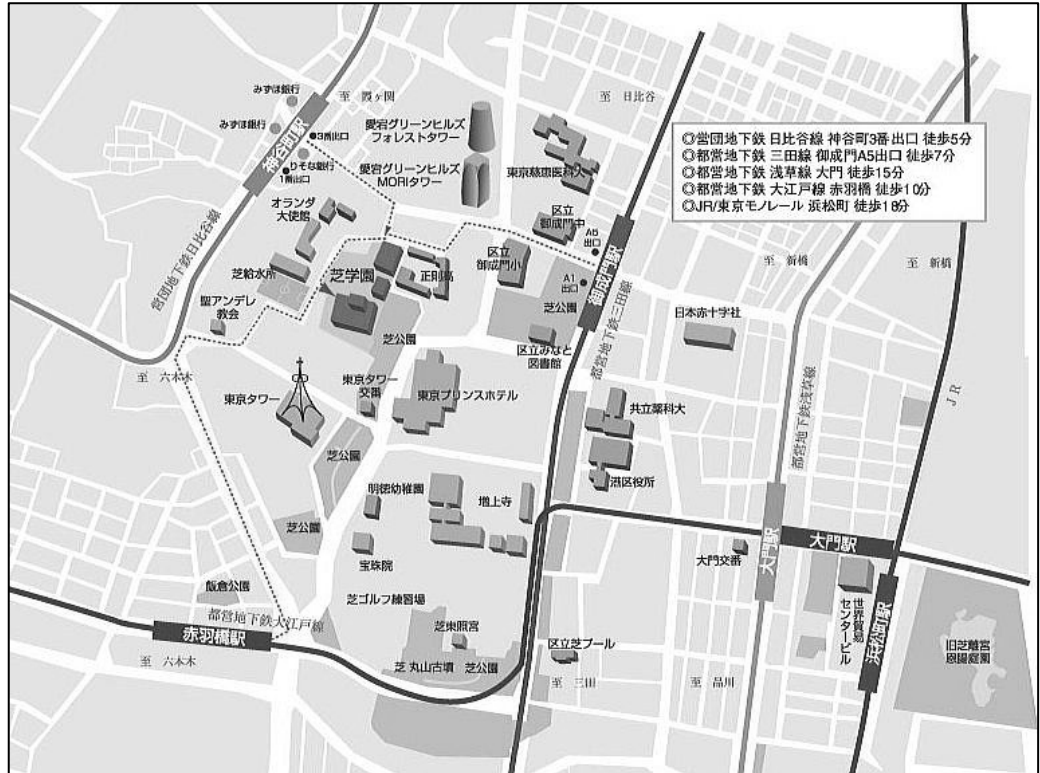 みずほ銀行
至 霞ヶ関
みずほ銀行
3番出口
神谷町駅
りそな銀行
1番出口
愛宕グリーンヒルズ
フォレストタワー
愛宕グリーンヒルズ
MORIタワー
至 日比谷
東京慈恵医科大
◎営団地下鉄 日比谷線 神谷町3番出口 徒歩5分
◎都営地下鉄 三田線 御成門A5出口 徒歩7分
◎都営地下鉄 浅草線 大門 徒歩15分
◎都営地下鉄 大江戸線 赤羽橋 徒歩10分
◎JR/東京モノレール 浜松町 徒歩18分
オランダ
大使館
区立
御成門中
A5
出口
営団地下鉄日比谷線
芝給水所
芝学園
正則高
区立
御成門小
A1
出口
御成門駅
至 新橋
至 新橋
聖アンデレ
教会
芝公園
芝公園
区立みなと
図書館
都営地下鉄三田線
日本赤十字社
至 六本木
東京タワー
東京タワー
交番
東京プリンスホテル
共立薬科大
都営地下鉄浅草線
JR
芝公園
明徳幼稚園
増上寺
港区役所
芝公園
宝珠院
大門交番
大門駅
大門駅
飯倉公園
都営地下鉄大江戸線
芝ゴルフ練習場
赤羽橋駅
芝東照宮
至 六本木
芝 丸山古墳
芝公園
区立芝プール
至 三田
至 品川
世界貿易
センタービル
浜松町駅
旧芝離宮
恩賜庭園